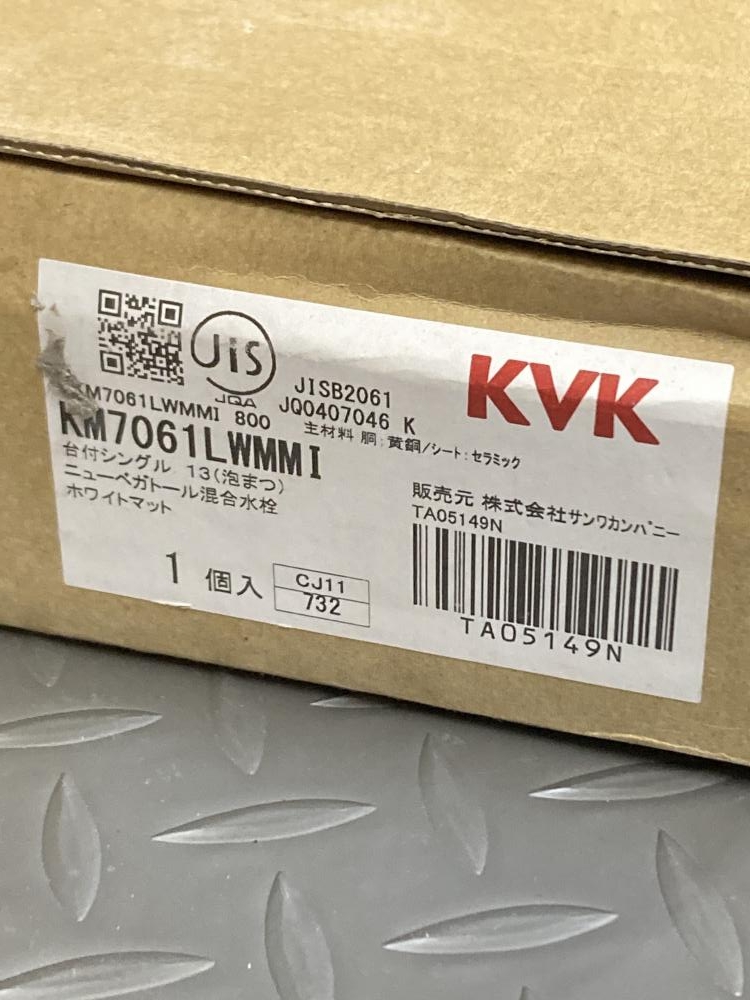 JIS
JQA
JISB2061
JQ0407046 K
KVK
KM7061LWMMI 800
主材料 胴:黄銅/シート:セラミック
KM7061LWMMI
台付シングル 13(泡まつ)
ニューペガトール混合水栓
ホワイトマット
販売元 株式会社サンワカンパニー
TA05149N
TA05149N
1 個入
CJ11
732